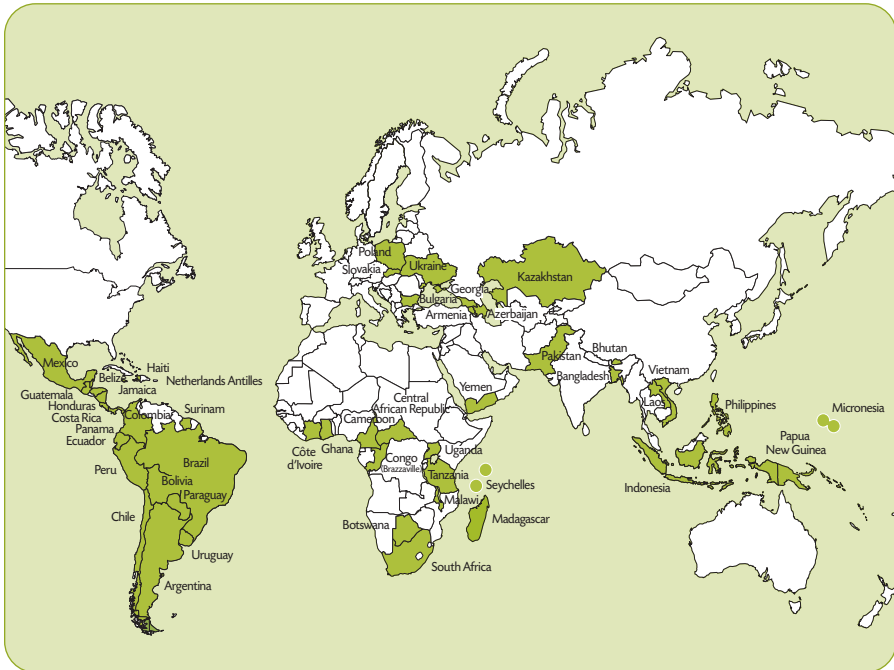 Poland
Slovakia
Ukraine
Kazakhstan
Georgia
Bulgaria
Armenia
Azerbaijan
Mexico
Haiti
Belize
Netherlands Antilles
Jamaica
Guatemala
Honduras
Costa Rica
Panama
Ecuador
Colombia
Surinam
Peru
Brazil
Bolivia
Paraguay
Chile
Uruguay
Argentina
Côte
d'Ivoire
Ghana
Cameroon
Central
African Republic
Congo
(Brazzaville)
Uganda
Tanzania
Seychelles
Malawi
Madagascar
Botswana
South Africa
Yemen
Pakistan
Bhutan
Bangladesh
Vietnam
Laos
Philippines
Micronesia
Papua
New Guinea
Indonesia